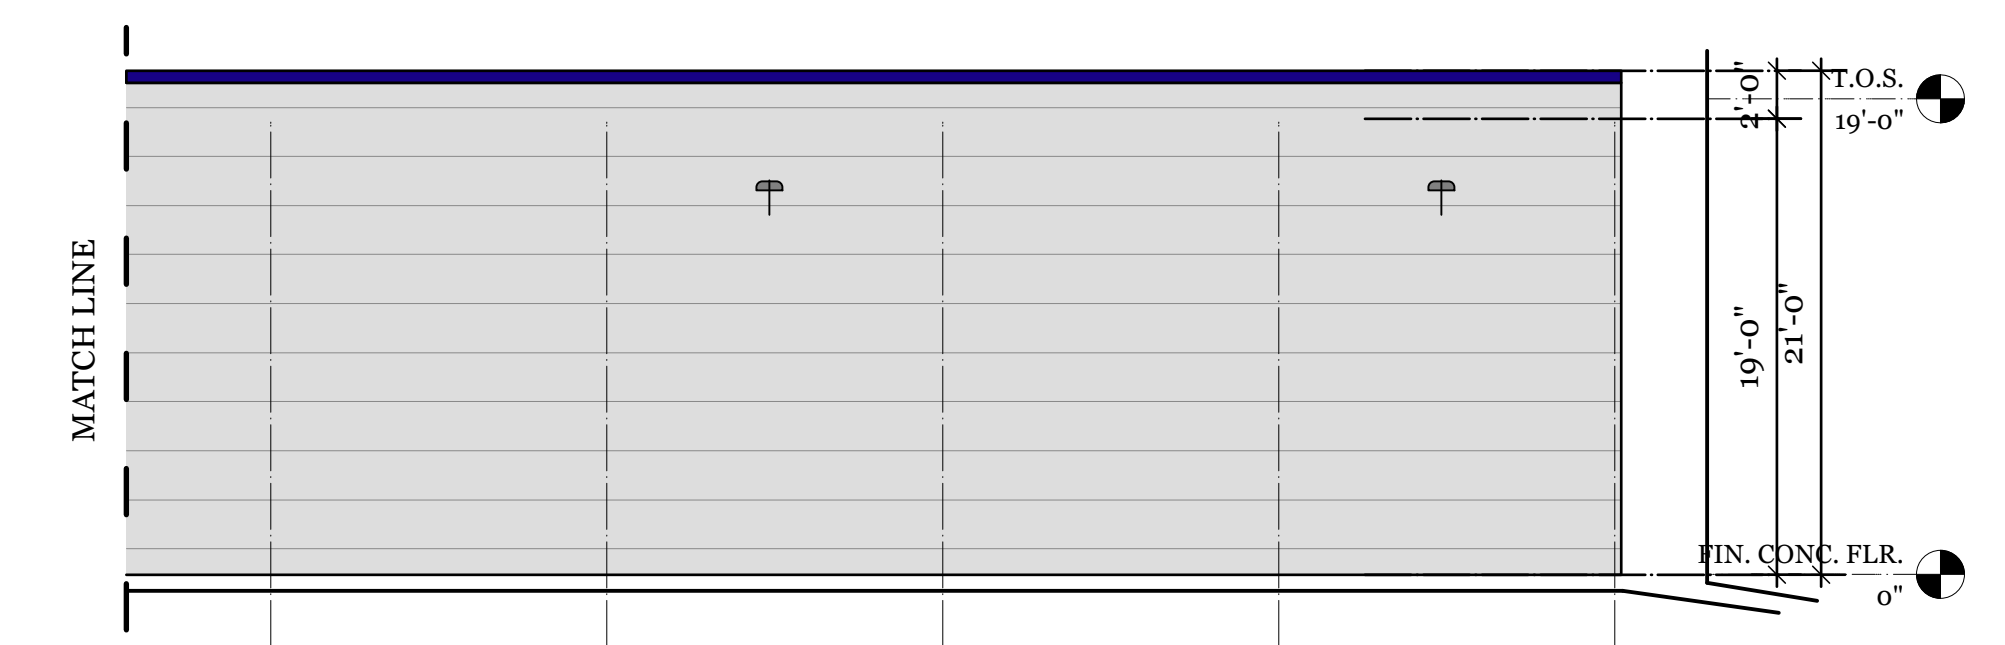 MATCH LINE
2'-0"
T.O.S.
19'-0"
19'-0"
21'-0"
FIN. CONC. FLR.
0"